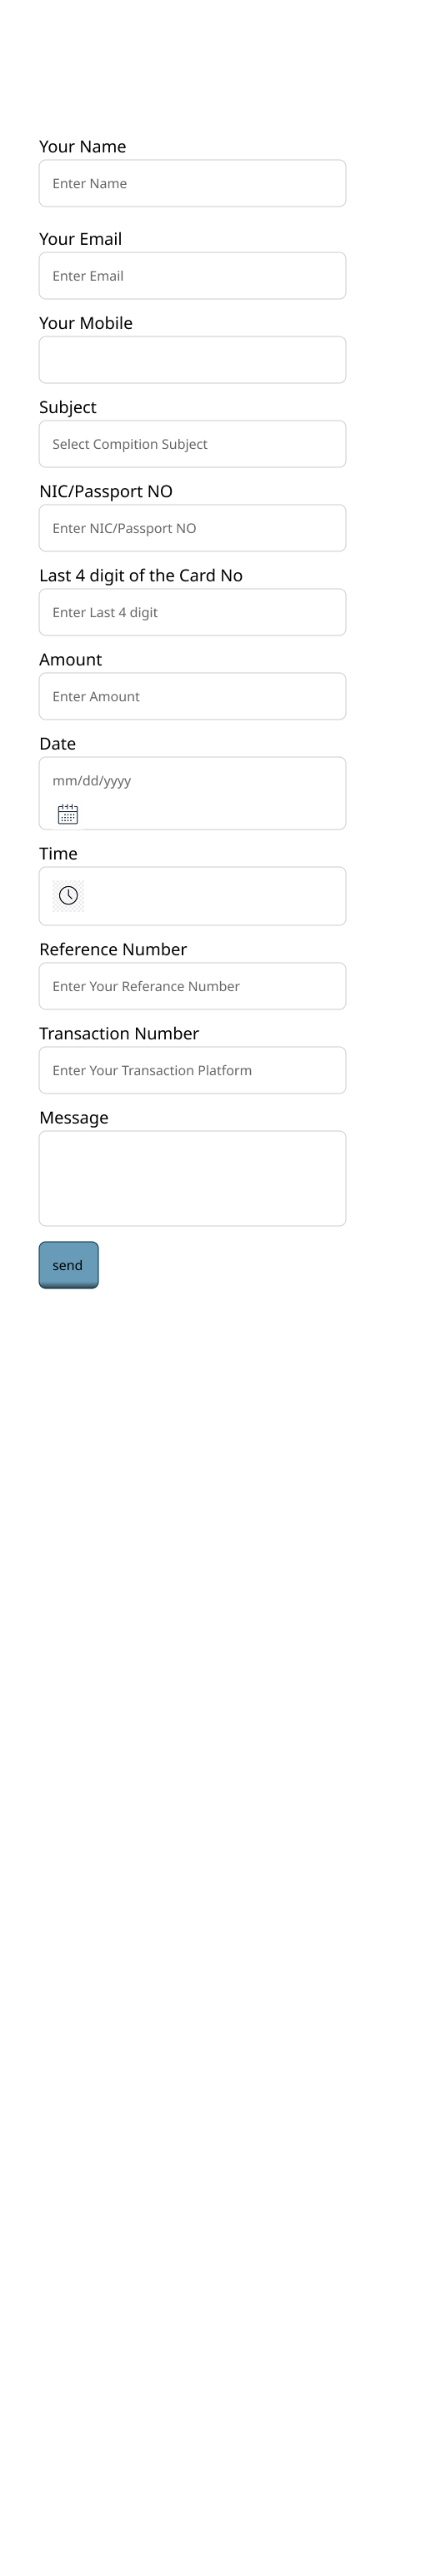 Your Name
Enter Name
Your Email
Enter Email
Your Mobile
Subject
Select Compition Subject
NIC/Passport NO
Enter NIC/Passport NO
Last 4 digit of the Card No
Enter Last 4 digit
Amount
Enter Amount
Date
mm/dd/yyyy
Time
Reference Number
Enter Your Referance Number
Transaction Number
Enter Your Transaction Platform
Message
send